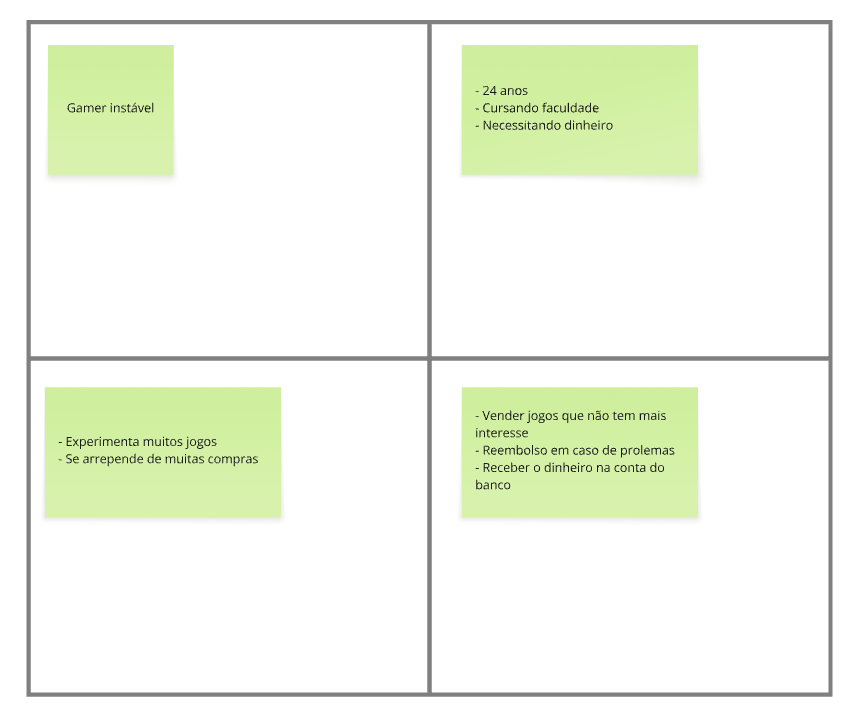 Gamer instável
- 24 anos
- Cursando faculdade
- Necessitando dinheiro
- Experimenta muitos jogos
- Se arrepende de muitas compras
- Vender jogos que não tem mais
interesse
- Reembolso em caso de prolemas
- Receber o dinheiro na conta do
banco